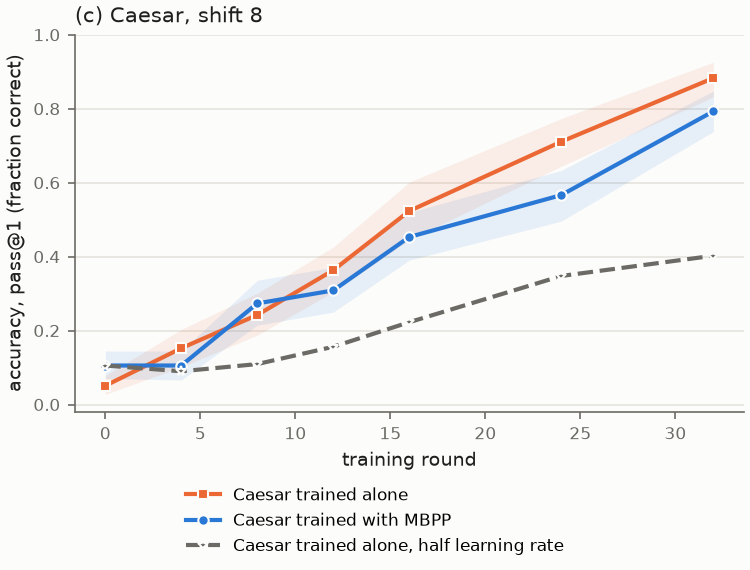 (c) Caesar, shift 8
accuracy, pass@1 (fraction correct)
1.0
0.8
0.6
0.4
0.2
0.0
0 5 10 15 20 25 30
training round
Caesar trained alone
Caesar trained with MBPP
Caesar trained alone, half learning rate